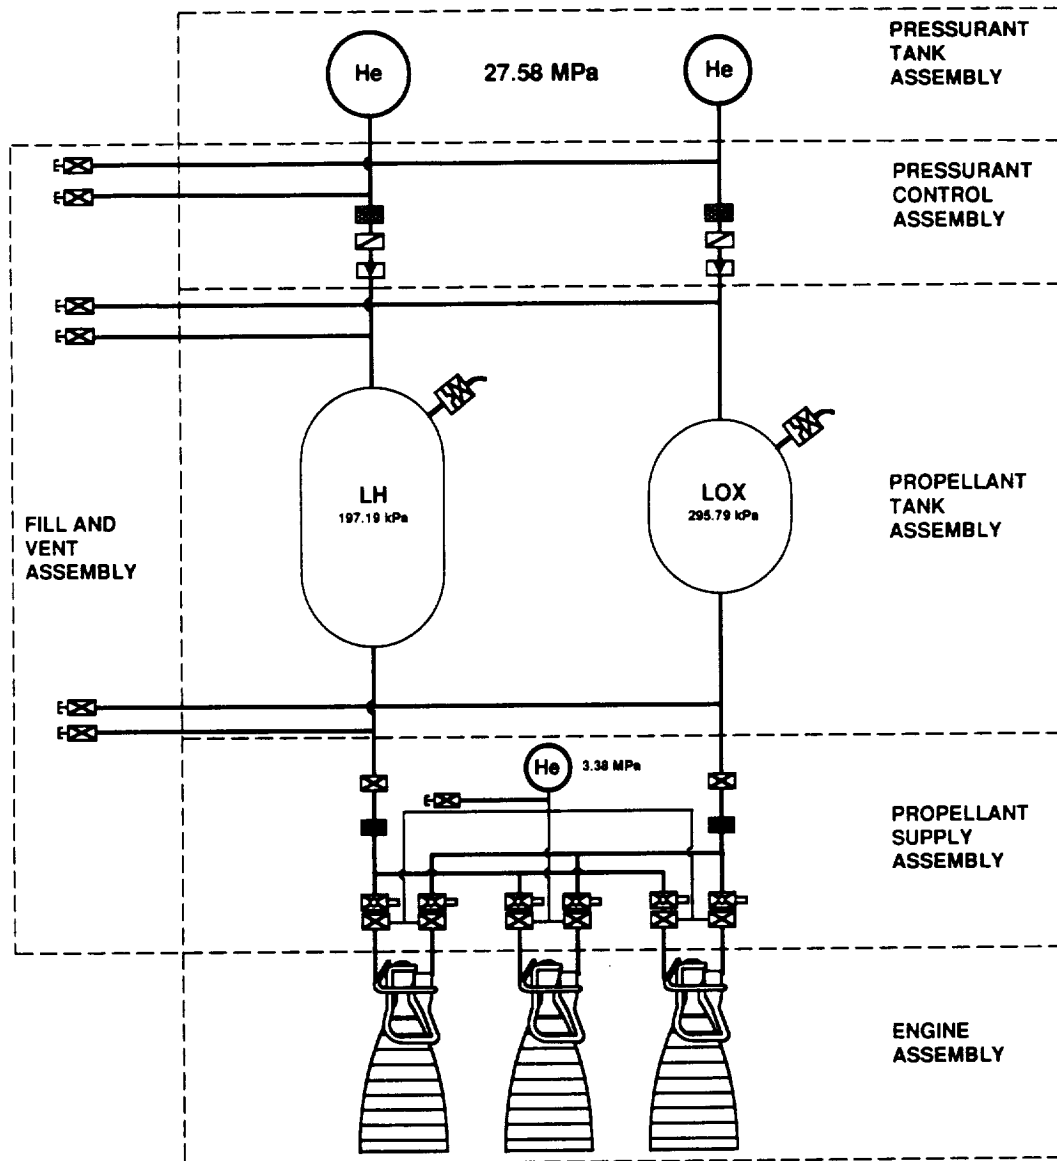 PRESSURANT
TANK
ASSEMBLY
He
27.58 MPa
He
PRESSURANT
CONTROL
ASSEMBLY
LH
197.19 kPa
LOX
295.79 kPa
PROPELLANT
TANK
ASSEMBLY
FILL AND
VENT
ASSEMBLY
He
3.38 MPa
PROPELLANT
SUPPLY
ASSEMBLY
ENGINE
ASSEMBLY